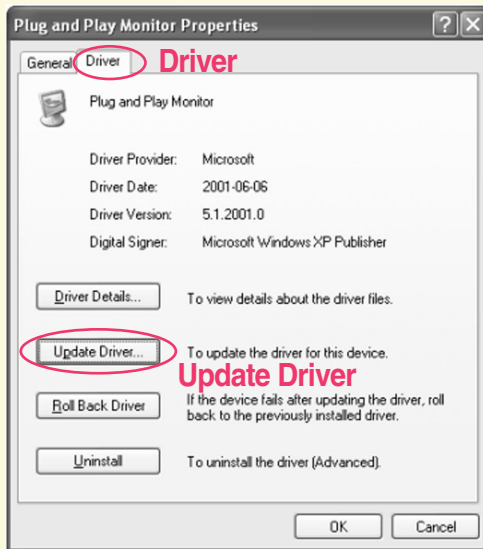 Plug and Play Monitor Properties
General Driver Driver
Plug and Play Monitor
Driver Provider: Microsoft
Driver Date: 2001-06-06
Driver Version: 5.1.2001.0
Digital Signer: Microsoft Windows XP Publisher
Driver Details... To view details about the driver files.
Update Driver... To update the driver for this device.
Update Driver
Roll Back Driver If the device fails after updating the driver, roll
back to the previously installed driver.
Uninstall To uninstall the driver (Advanced).
OK Cancel